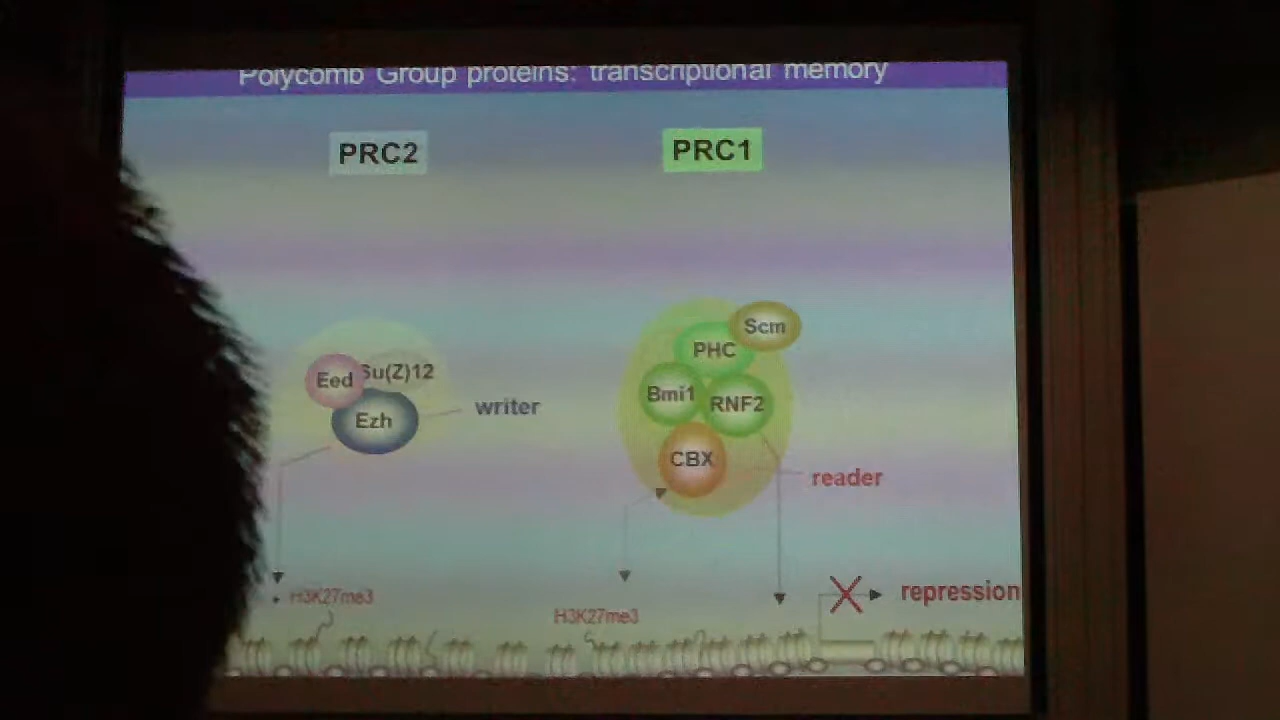 Polycomb Group proteins: transcriptional memory
PRC2
PRC1
Scm
PHC
Eed
Su(Z)12
Bmi1
RNF2
Ezh
writer
CBX
reader
H3K27me3
H3K27me3
repression